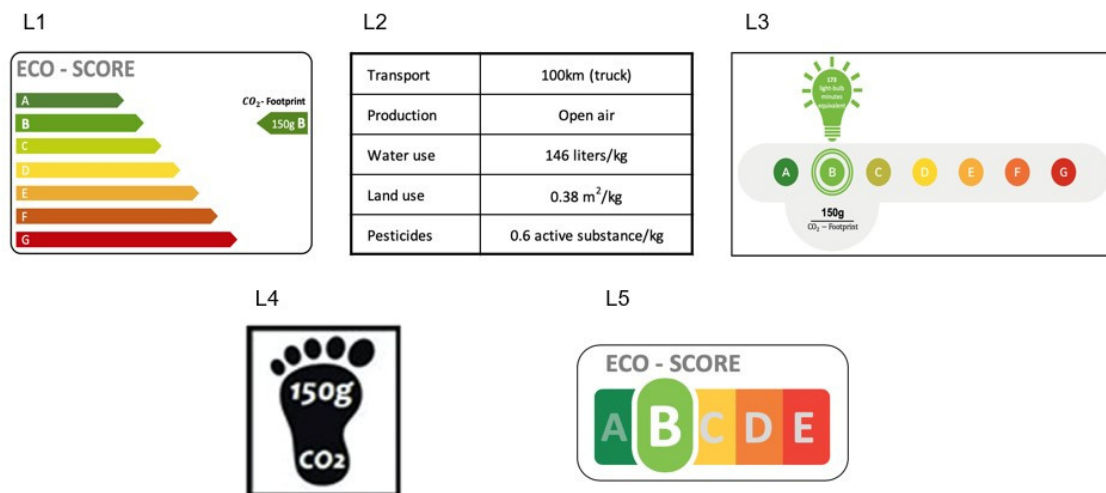 L1
ECO - SCORE
A
CO₂- Footprint
B
150g B
C
D
E
F
G
L2
Transport 100km (truck)
Production Open air
Water use 146 liters/kg
Land use 0.38 m²/kg
Pesticides 0.6 active substance/kg
L3
173
light-bulb
minutes
equivalent
A B C D E F G
150g
CO₂ – Footprint
L4
150g
CO2
L5
ECO - SCORE
A B C D E